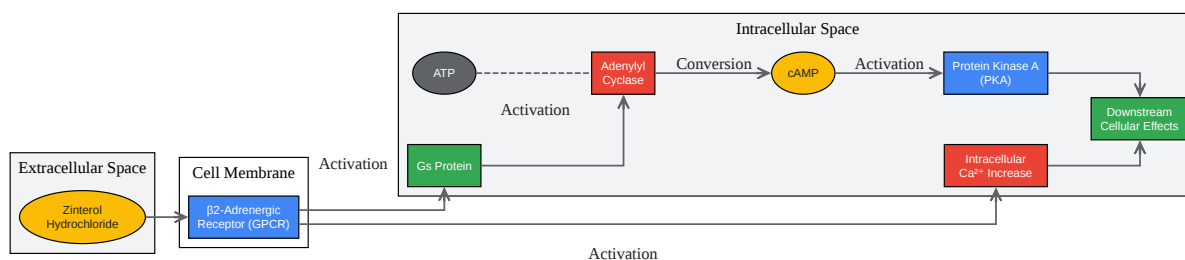 Intracellular Space
ATP
Adenylyl
Cyclase
Conversion
cAMP
Activation
Protein Kinase A
(PKA)
Activation
Downstream
Cellular Effects
Extracellular Space
Zinterol
Hydrochloride
Cell Membrane
β2-Adrenergic
Receptor (GPCR)
Activation
Gs Protein
Intracellular
Ca²⁺ Increase
Activation